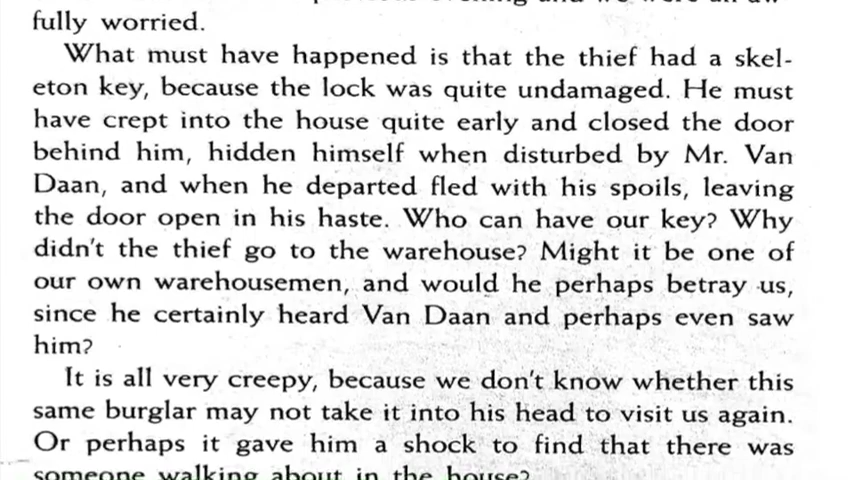 fully worried.
What must have happened is that the thief had a skel-
eton key, because the lock was quite undamaged. He must
have crept into the house quite early and closed the door
behind him, hidden himself when disturbed by Mr. Van
Daan, and when he departed fled with his spoils, leaving
the door open in his haste. Who can have our key? Why
didn't the thief go to the warehouse? Might it be one of
our own warehousemen, and would he perhaps betray us,
since he certainly heard Van Daan and perhaps even saw
him?
It is all very creepy, because we don't know whether this
same burglar may not take it into his head to visit us again.
Or perhaps it gave him a shock to find that there was
someone walking about in the house?